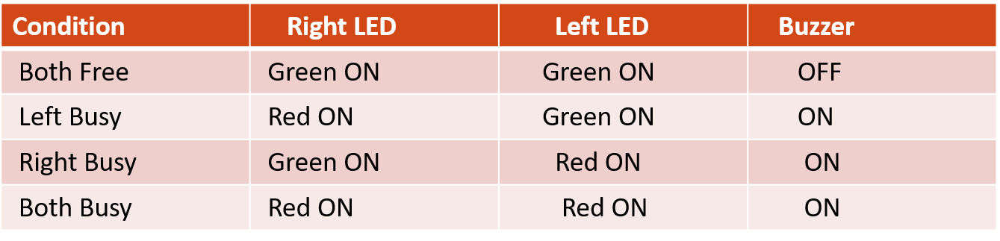 Condition Right LED Left LED Buzzer
Both Free Green ON Green ON OFF
Left Busy Red ON Green ON ON
Right Busy Green ON Red ON ON
Both Busy Red ON Red ON ON